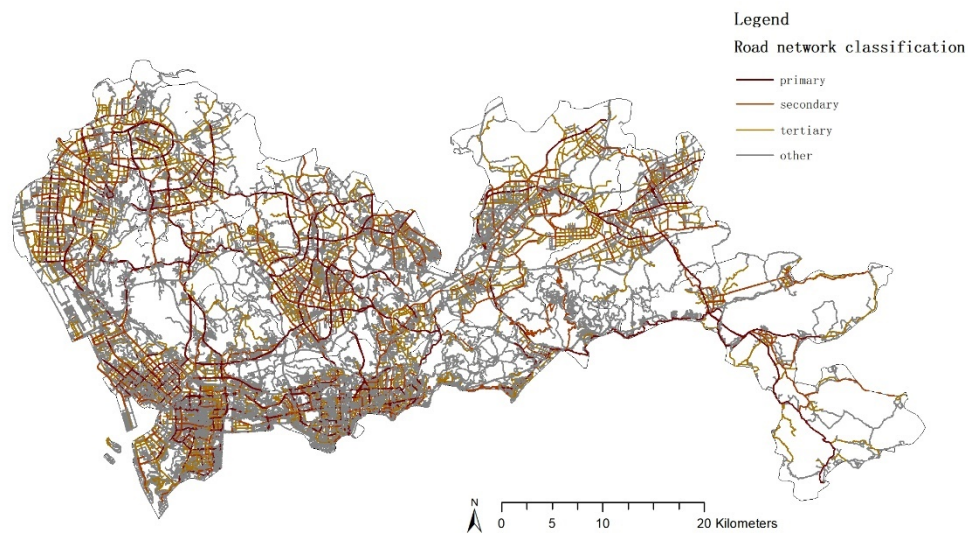 Legend
Road network classification
primary
secondary
tertiary
other
N
0 5 10 20 Kilometers